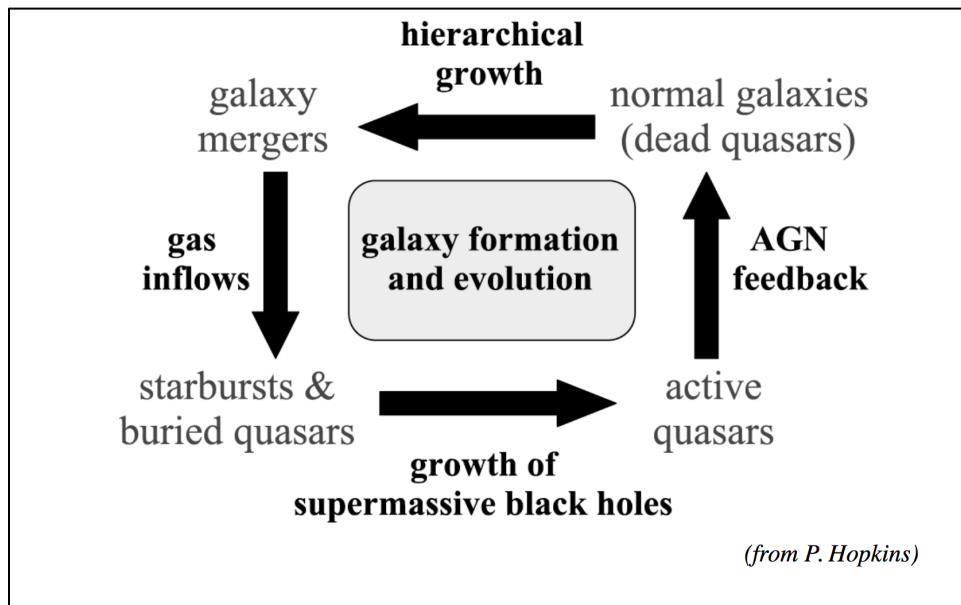 hierarchical
growth
galaxy
mergers
normal galaxies
(dead quasars)
gas
inflows
galaxy formation
and evolution
AGN
feedback
starbursts &
buried quasars
active
quasars
growth of
supermassive black holes
(from P. Hopkins)